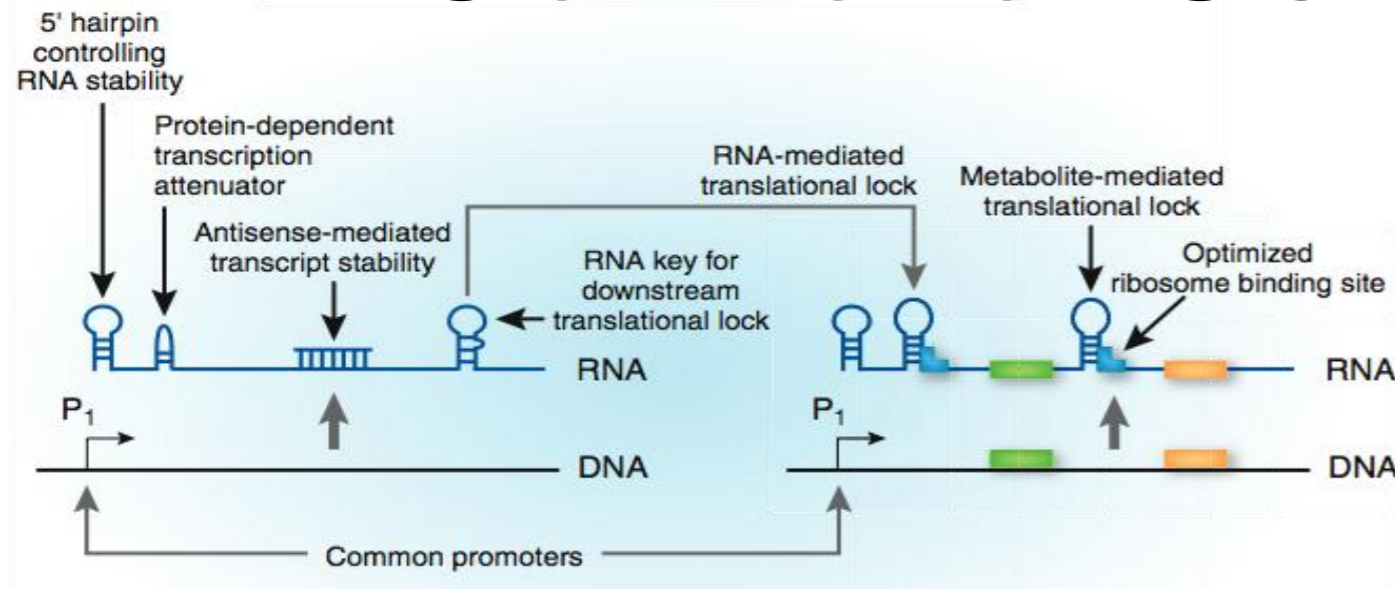 5' hairpin
controlling
RNA stability
Protein-dependent
transcription
attenuator
Antisense-mediated
transcript stability
RNA key for
downstream
translational lock
RNA-mediated
translational lock
Metabolite-mediated
translational lock
Optimized
ribosome binding site
RNA
RNA
P1
P1
DNA
DNA
Common promoters